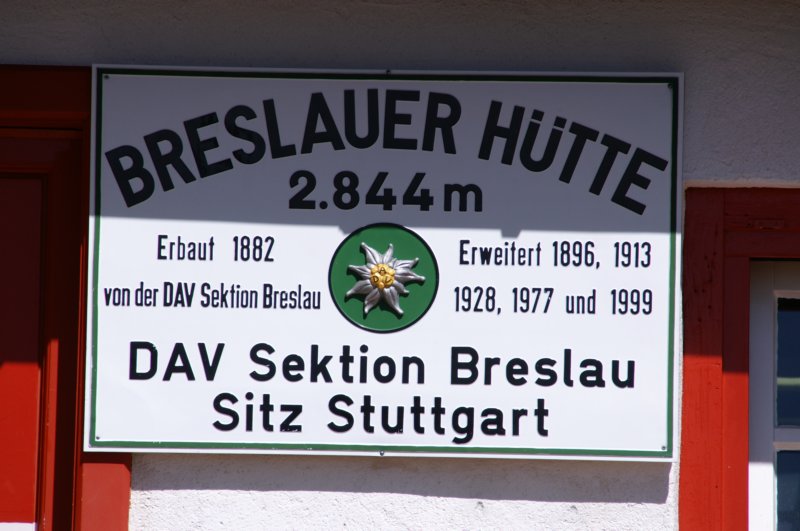 BRESLAUER HÜTTE
2.844 m
Erbaut 1882
von der DAV Sektion Breslau
Erweitert 1896, 1913
1928, 1977 und 1999
DAV Sektion Breslau
Sitz Stuttgart